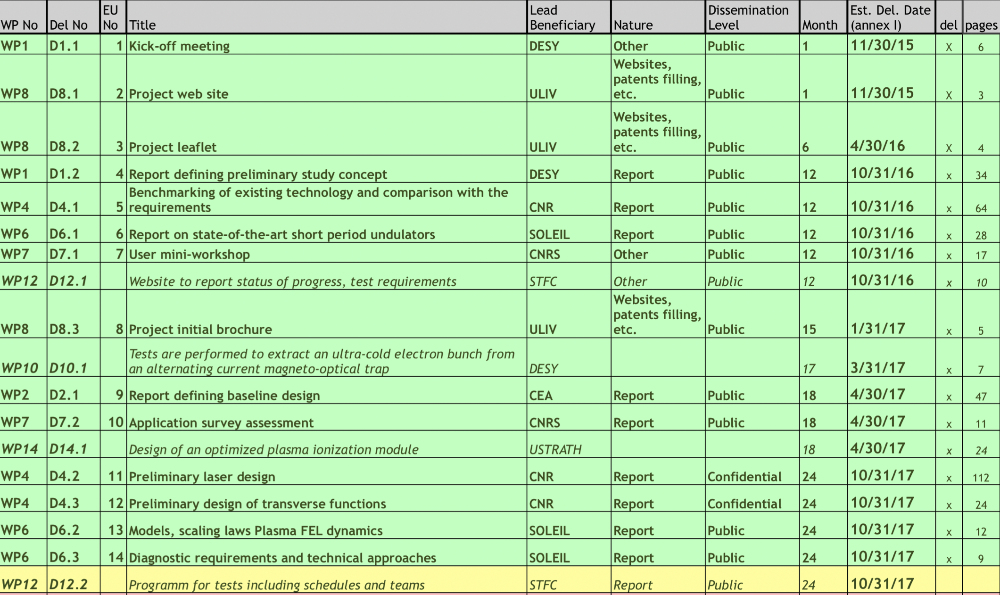 WP No Del No EU No Title Lead Beneficiary Nature Dissemination Level Month Est. Del. Date (annex I) del pages
WP1 D1.1 1 Kick-off meeting DESY Other Public 1 11/30/15 X 6
WP8 D8.1 2 Project web site ULIV Websites, patents filling, etc. Public 1 11/30/15 X 3
WP8 D8.2 3 Project leaflet ULIV Websites, patents filling, etc. Public 6 4/30/16 X 4
WP1 D1.2 4 Report defining preliminary study concept DESY Report Public 12 10/31/16 x 34
WP4 D4.1 5 Benchmarking of existing technology and comparison with the requirements CNR Report Public 12 10/31/16 x 64
WP6 D6.1 6 Report on state-of-the-art short period undulators SOLEIL Report Public 12 10/31/16 x 28
WP7 D7.1 7 User mini-workshop CNRS Other Public 12 10/31/16 x 17
WP12 D12.1 Website to report status of progress, test requirements STFC Other Public 12 10/31/16 x 10
WP8 D8.3 8 Project initial brochure ULIV Websites, patents filling, etc. Public 15 1/31/17 x 5
WP10 D10.1 Tests are performed to extract an ultra-cold electron bunch from an alternating current magneto-optical trap DESY 17 3/31/17 x 7
WP2 D2.1 9 Report defining baseline design CEA Report Public 18 4/30/17 x 47
WP7 D7.2 10 Application survey assessment CNRS Report Public 18 4/30/17 x 11
WP14 D14.1 Design of an optimized plasma ionization module USTRATH 18 4/30/17 x 24
WP4 D4.2 11 Preliminary laser design CNR Report Confidential 24 10/31/17 x 112
WP4 D4.3 12 Preliminary design of transverse functions CNR Report Confidential 24 10/31/17 x 24
WP6 D6.2 13 Models, scaling laws Plasma FEL dynamics SOLEIL Report Public 24 10/31/17 x 12
WP6 D6.3 14 Diagnostic requirements and technical approaches SOLEIL Report Public 24 10/31/17 x 9
WP12 D12.2 Programm for tests including schedules and teams STFC Report Public 24 10/31/17